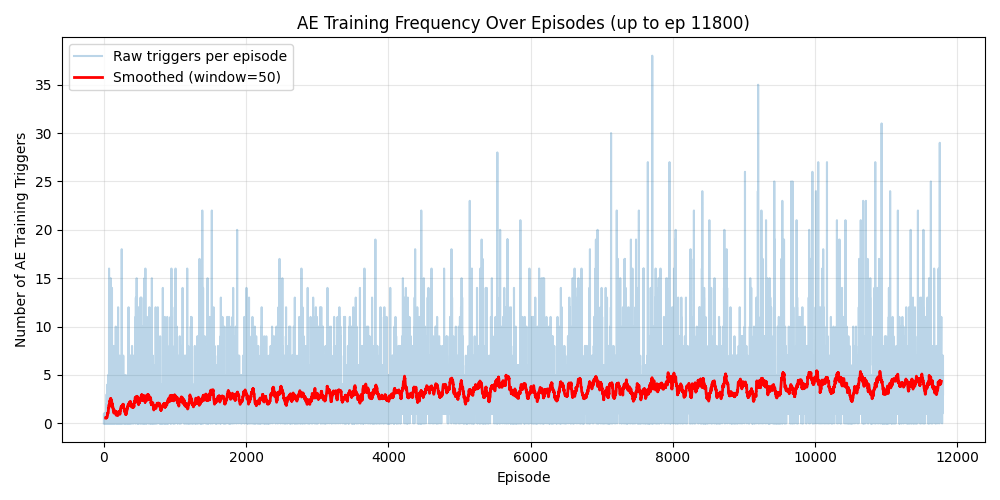 AE Training Frequency Over Episodes (up to ep 11800)
Raw triggers per episode
Smoothed (window=50)
Number of AE Training Triggers
35
30
25
20
15
10
5
0
0 2000 4000 6000 8000 10000 12000
Episode